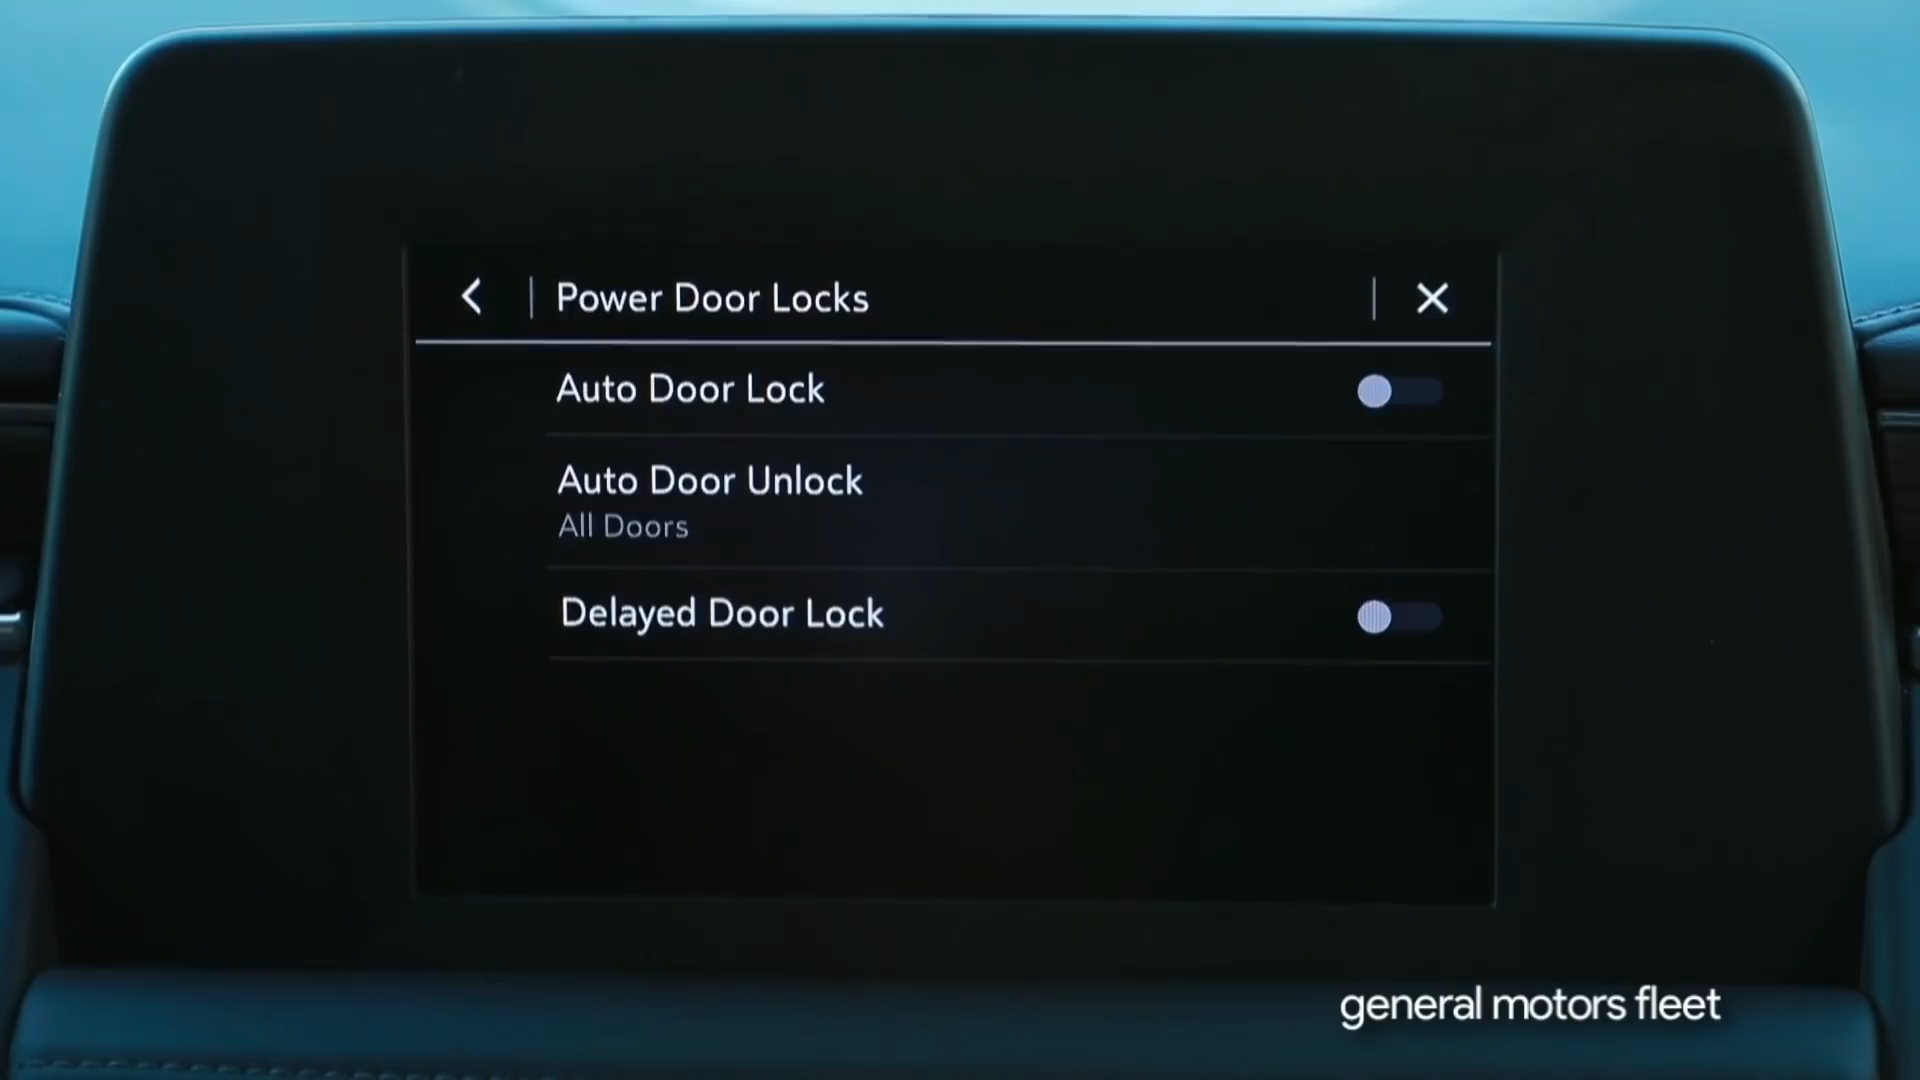 Power Door Locks
Auto Door Lock
Auto Door Unlock
All Doors
Delayed Door Lock
general motors fleet